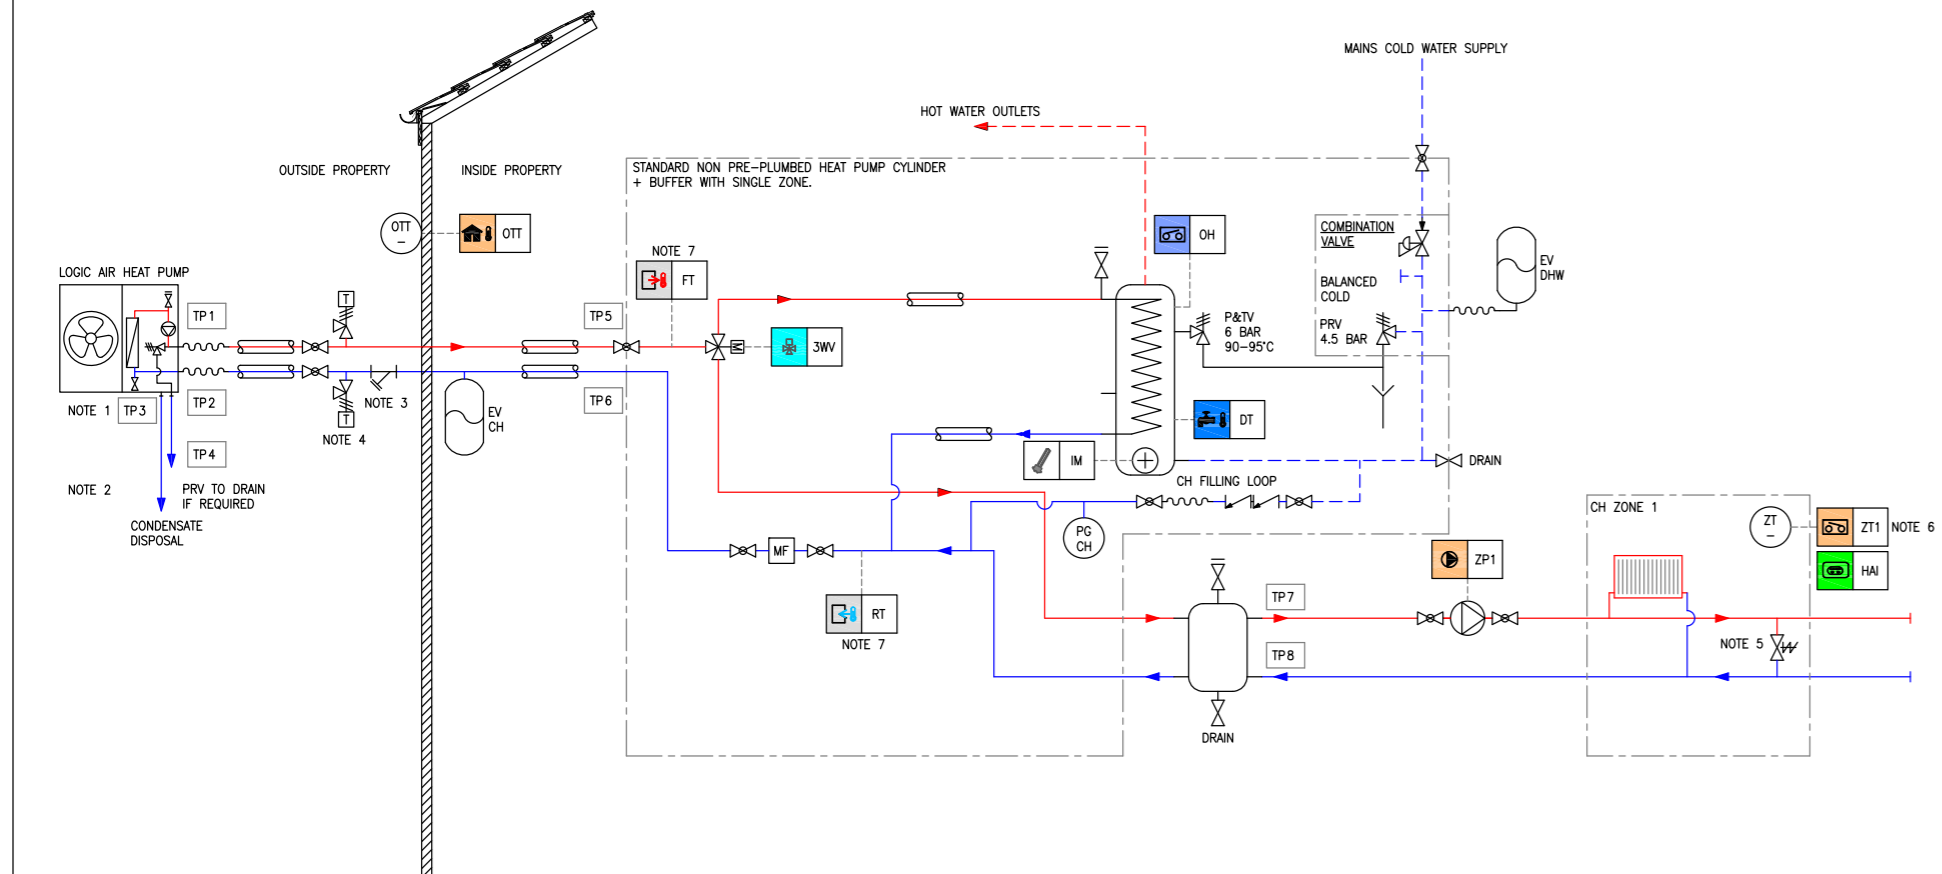 MAINS COLD WATER SUPPLY
HOT WATER OUTLETS
OUTSIDE PROPERTY
INSIDE PROPERTY
STANDARD NON PRE-PLUMBED HEAT PUMP CYLINDER
+ BUFFER WITH SINGLE ZONE.
OTT
–
OTT
OH
COMBINATION
VALVE
NOTE 7
FT
LOGIC AIR HEAT PUMP
BALANCED
COLD
EV
DHW
TP1
T
TP5
P&TV
6 BAR
90-95°C
PRV
4.5 BAR
M
3WV
NOTE 1
TP3
TP2
NOTE 3
TP6
EV
CH
T
NOTE 4
DT
TP4
IM
DRAIN
NOTE 2
PRV TO DRAIN
IF REQUIRED
CH FILLING LOOP
CONDENSATE
DISPOSAL
PG
CH
CH ZONE 1
ZT
–
ZT1
NOTE 6
MF
ZP1
HAI
TP7
RT
NOTE 7
TP8
NOTE 5
DRAIN